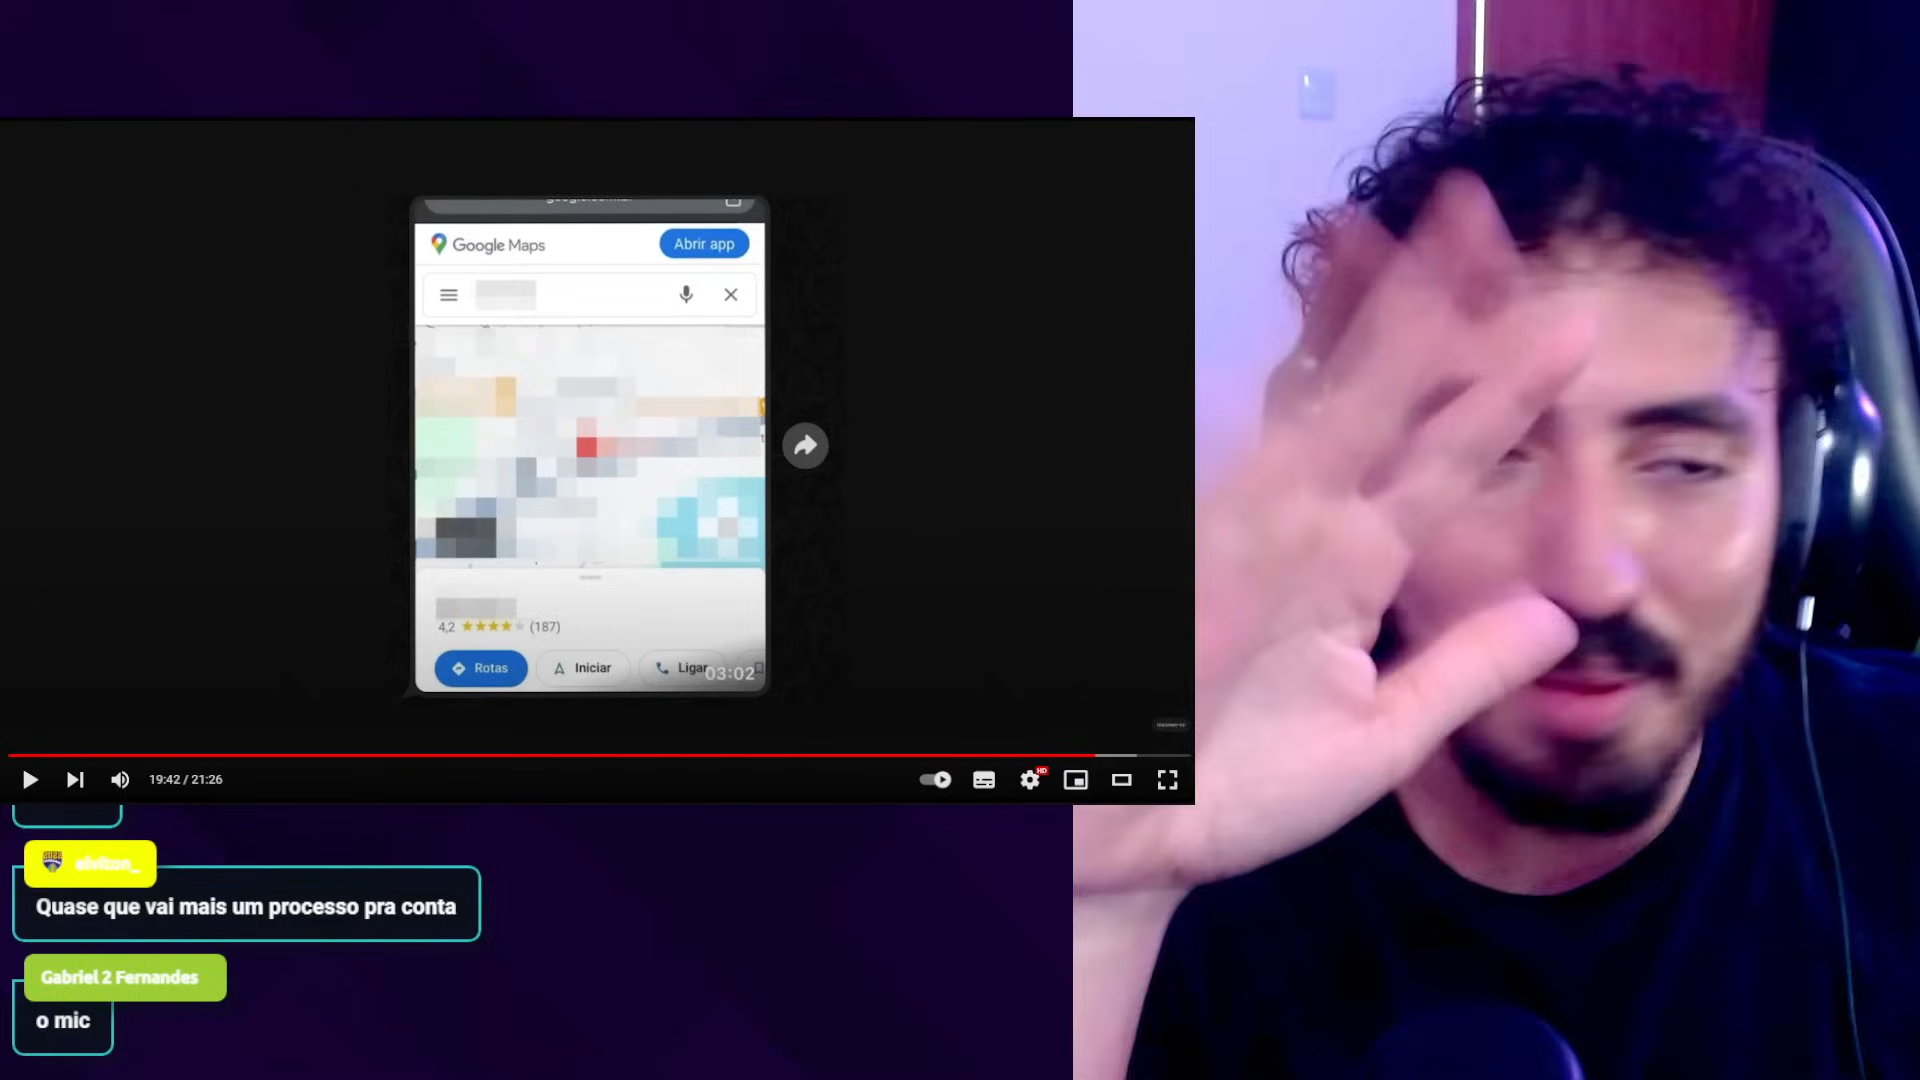 Google Maps
Abrir app
4,2 (187)
Rotas
Iniciar
Ligar
03:02
19:42 / 21:26
HD
elviton_
Quase que vai mais um processo pra conta
Gabriel 2 Fernandes
o mic